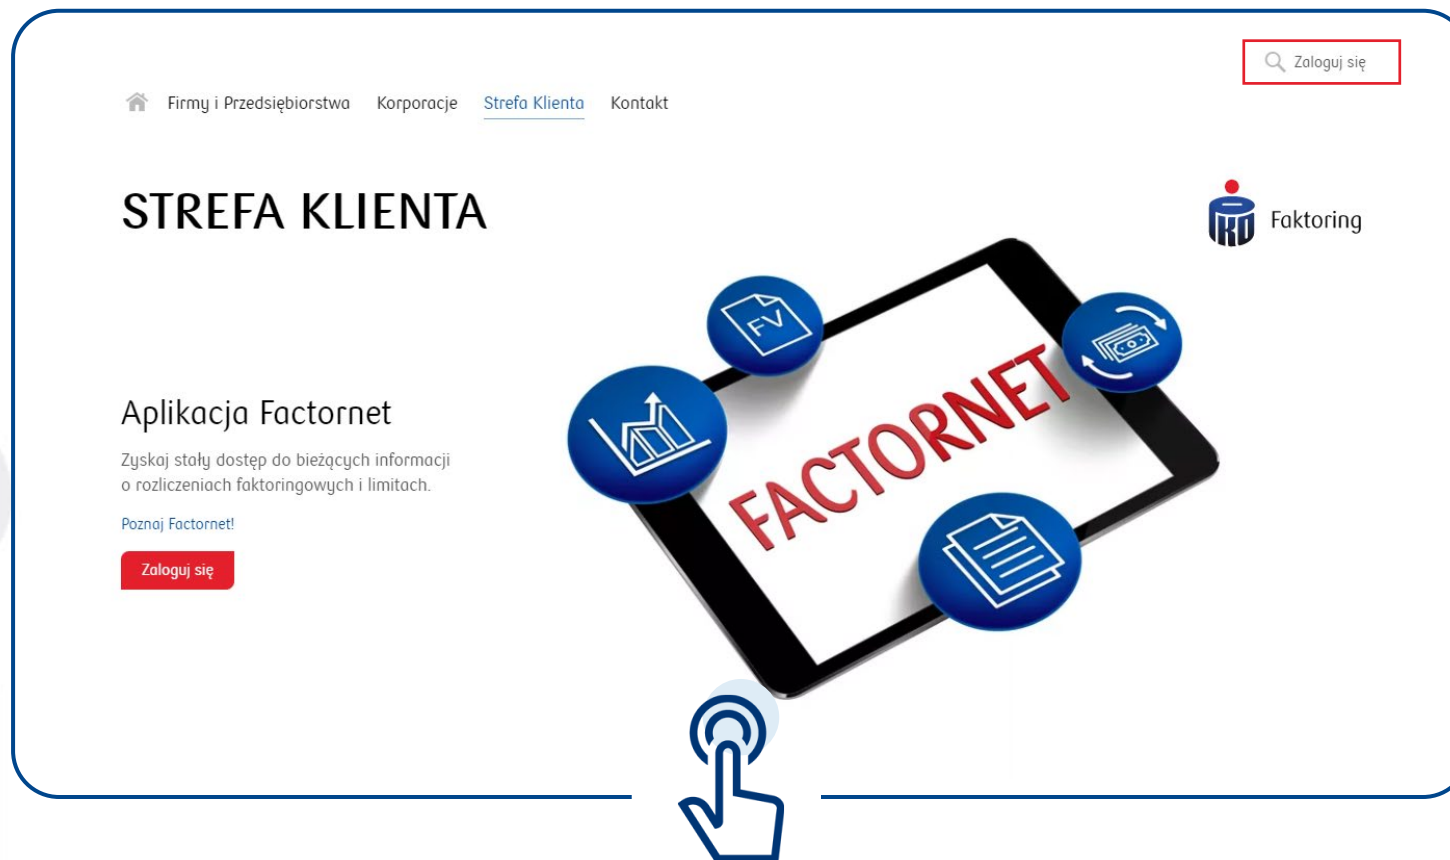 Zaloguj się
Firmy i Przedsiębiorstwa Korporacje Strefa Klienta Kontakt
STREFA KLIENTA
PKO Faktoring
FV
FACTORNET
Aplikacja Factornet
Zyskaj stały dostęp do bieżących informacji
o rozliczeniach faktoringowych i limitach.
Poznaj Factornet!
Zaloguj się